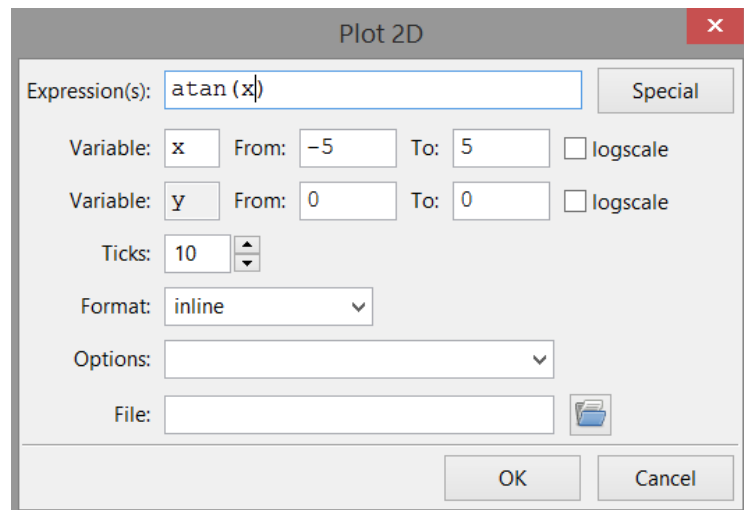 Plot 2D
Expression(s): atan(x) Special
Variable: x From: -5 To: 5 logscale
Variable: y From: 0 To: 0 logscale
Ticks: 10
Format: inline
Options:
File:
OK Cancel